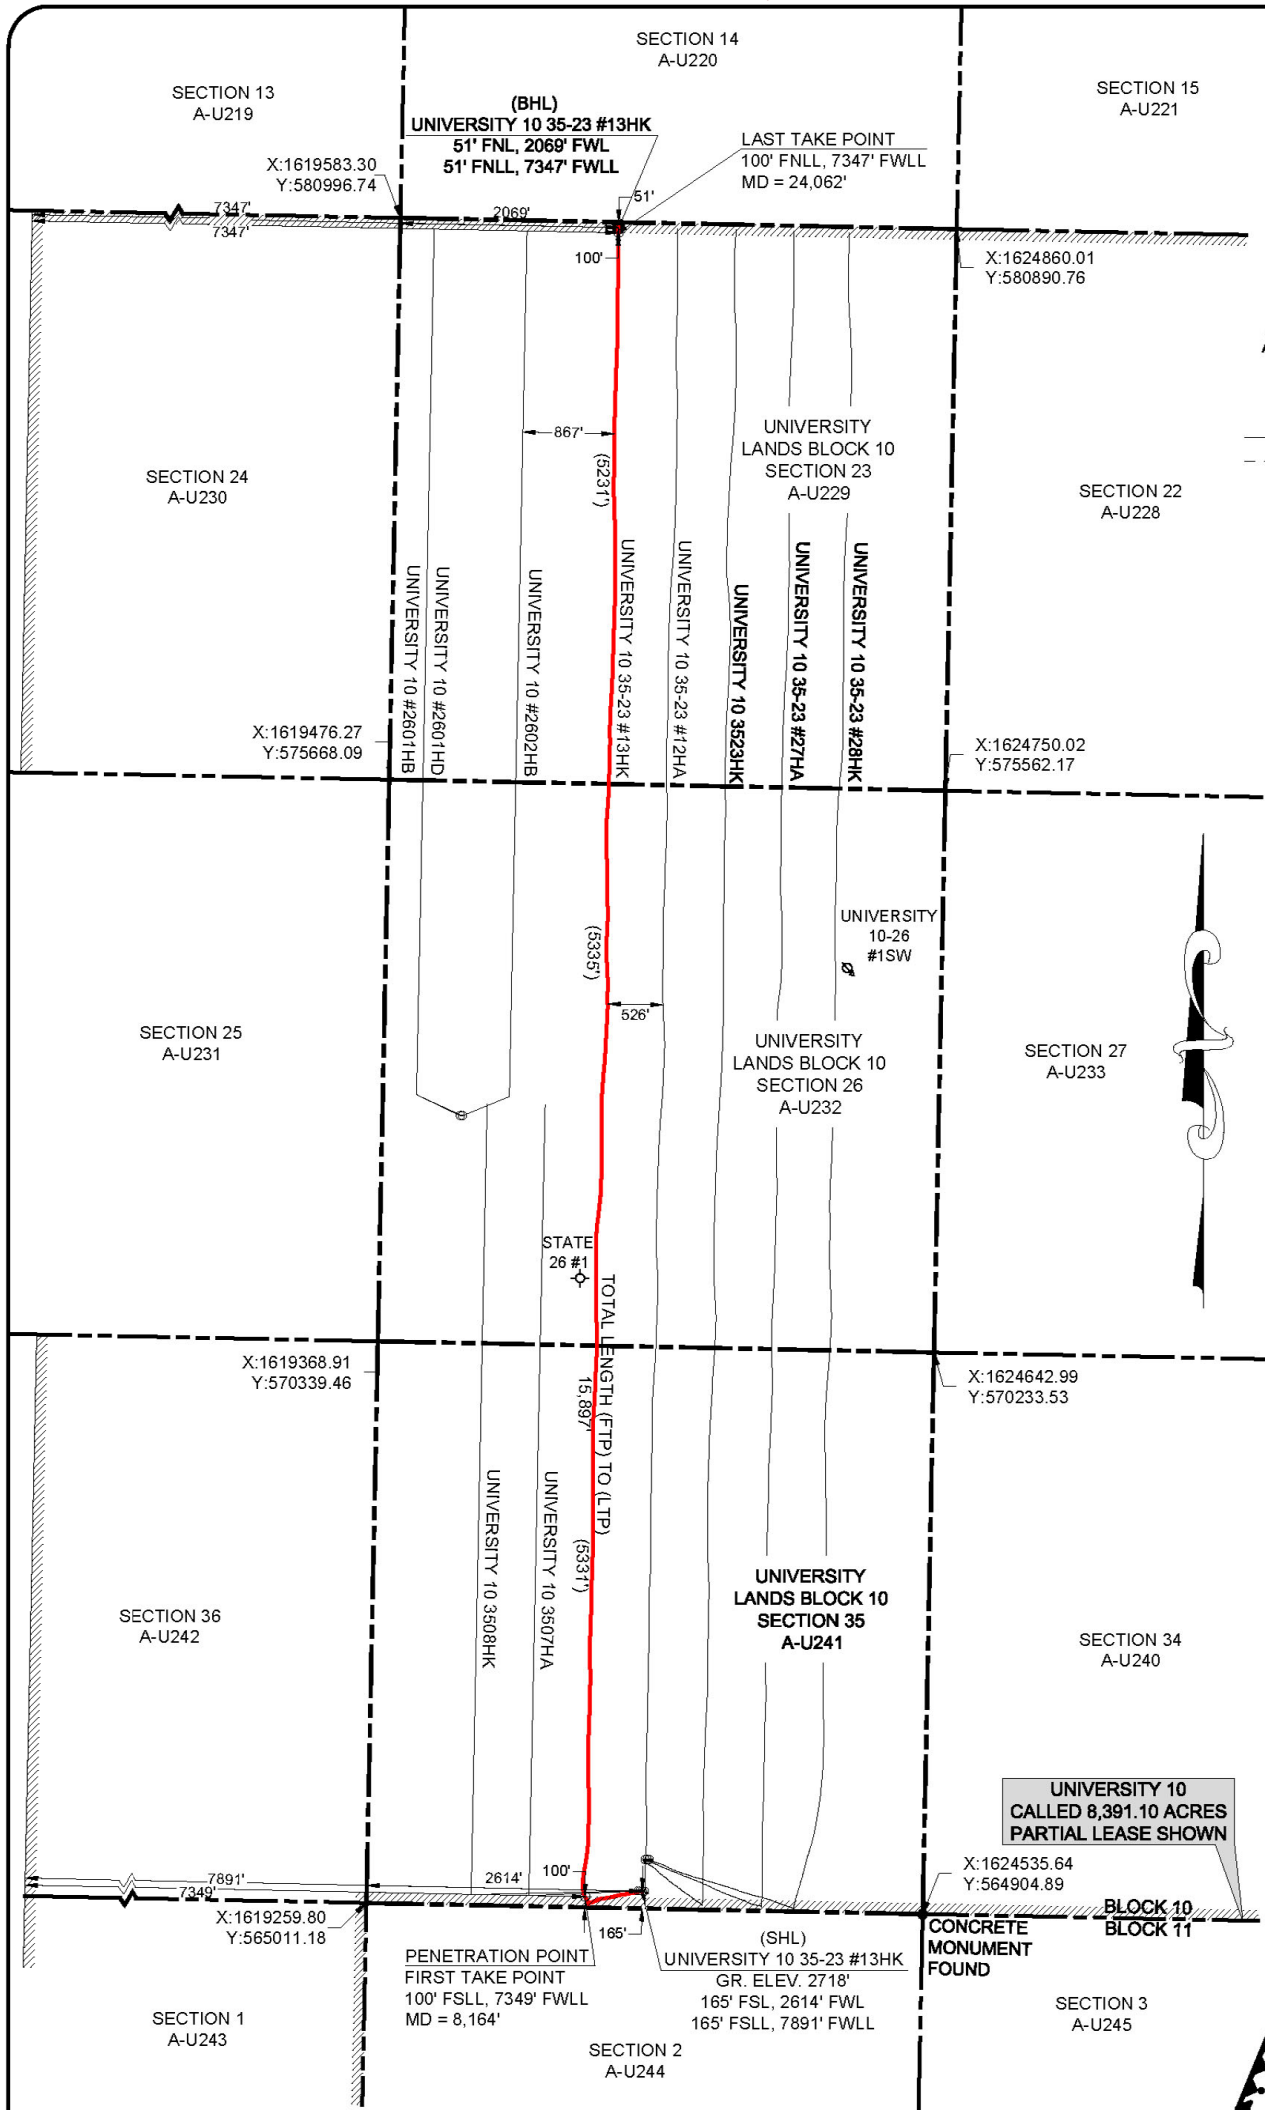 SECTION 14
A-U220
SECTION 13
A-U219
SECTION 15
A-U221
(BHL)
UNIVERSITY 10 35-23 #13HK
51' FNL, 2069' FWL
51' FNLL, 7347' FWLL
LAST TAKE POINT
100' FNLL, 7347' FWLL
MD = 24,062'
X:1619583.30
Y:580996.74
51'
7347'
7347'
2069'
100'
X:1624860.01
Y:580890.76
867'
(5231')
UNIVERSITY
LANDS BLOCK 10
SECTION 23
A-U229
SECTION 24
A-U230
SECTION 22
A-U228
UNIVERSITY 10 #2601HB
UNIVERSITY 10 #2601HD
UNIVERSITY 10 #2602HB
UNIVERSITY 10 35-23 #13HK
UNIVERSITY 10 35-23 #12HA
UNIVERSITY 10 3523HK
UNIVERSITY 10 35-23 #27HA
UNIVERSITY 10 35-23 #28HK
X:1619476.27
Y:575668.09
X:1624750.02
Y:575562.17
UNIVERSITY
10-26
#1SW
(5335')
526'
SECTION 25
A-U231
UNIVERSITY
LANDS BLOCK 10
SECTION 26
A-U232
SECTION 27
A-U233
STATE
26 #1
TOTAL LENGTH (FTP) TO (LTP)
15,897'
X:1619368.91
Y:570339.46
X:1624642.99
Y:570233.53
UNIVERSITY 10 3508HK
UNIVERSITY 10 3507HA
(5331')
UNIVERSITY
LANDS BLOCK 10
SECTION 35
A-U241
SECTION 36
A-U242
SECTION 34
A-U240
UNIVERSITY 10
CALLED 8,391.10 ACRES
PARTIAL LEASE SHOWN
7891'
7349'
2614'
100'
X:1624535.64
Y:564904.89
X:1619259.80
Y:565011.18
BLOCK 10
BLOCK 11
165'
CONCRETE
MONUMENT
FOUND
PENETRATION POINT
FIRST TAKE POINT
100' FSLL, 7349' FWLL
MD = 8,164'
(SHL)
UNIVERSITY 10 35-23 #13HK
GR. ELEV. 2718'
165' FSL, 2614' FWL
165' FSLL, 7891' FWLL
SECTION 1
A-U243
SECTION 2
A-U244
SECTION 3
A-U245